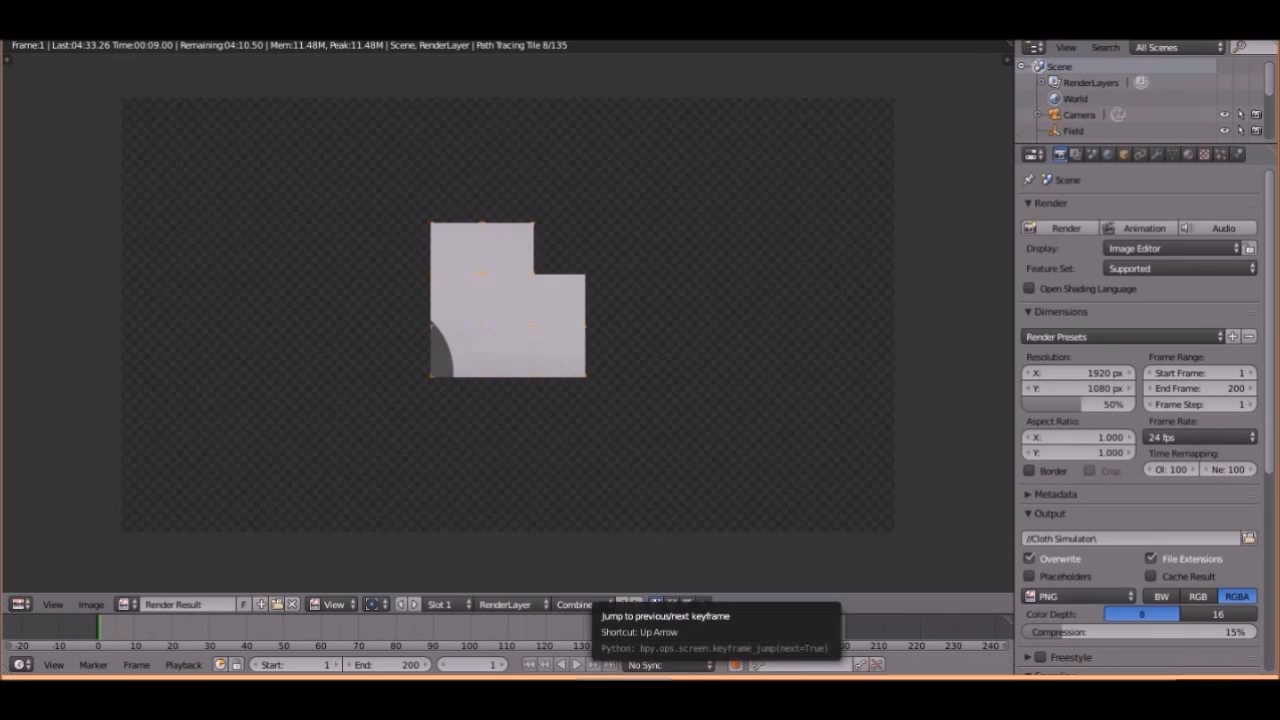 Frame:1 | Last:04:33.26 Time:00:09.00 | Remaining:04:10.50 | Mem:11.48M, Peak:11.48M | Scene, RenderLayer | Path Tracing Tile 8/135
View Search All Scenes
Scene
RenderLayers
World
Camera
Field
Scene
Render
Render Animation Audio
Display: Image Editor
Feature Set: Supported
Open Shading Language
Dimensions
Render Presets
Resolution: Frame Range:
X: 1920 px Start Frame: 1
Y: 1080 px End Frame: 200
50% Frame Step: 1
Aspect Ratio: Frame Rate:
X: 1.000 24 fps
Y: 1.000 Time Remapping:
Border Crop Ol: 100 Ne: 100
Metadata
Output
//Cloth Simulator\
Overwrite File Extensions
Placeholders Cache Result
PNG BW RGB RGBA
Color Depth: 8 16
Compression: 15%
Freestyle
View Image Render Result F View Slot 1 RenderLayer Combine
Jump to previous/next keyframe
Shortcut: Up Arrow
Python: bpy.ops.screen.keyframe_jump(next=True)
-20 -10 0 10 20 30 40 50 60 70 80 90 100 110 120 130 140 150 160 170 180 190 200 210 220 230 240
View Marker Frame Playback Start: 1 End: 200 1 No Sync